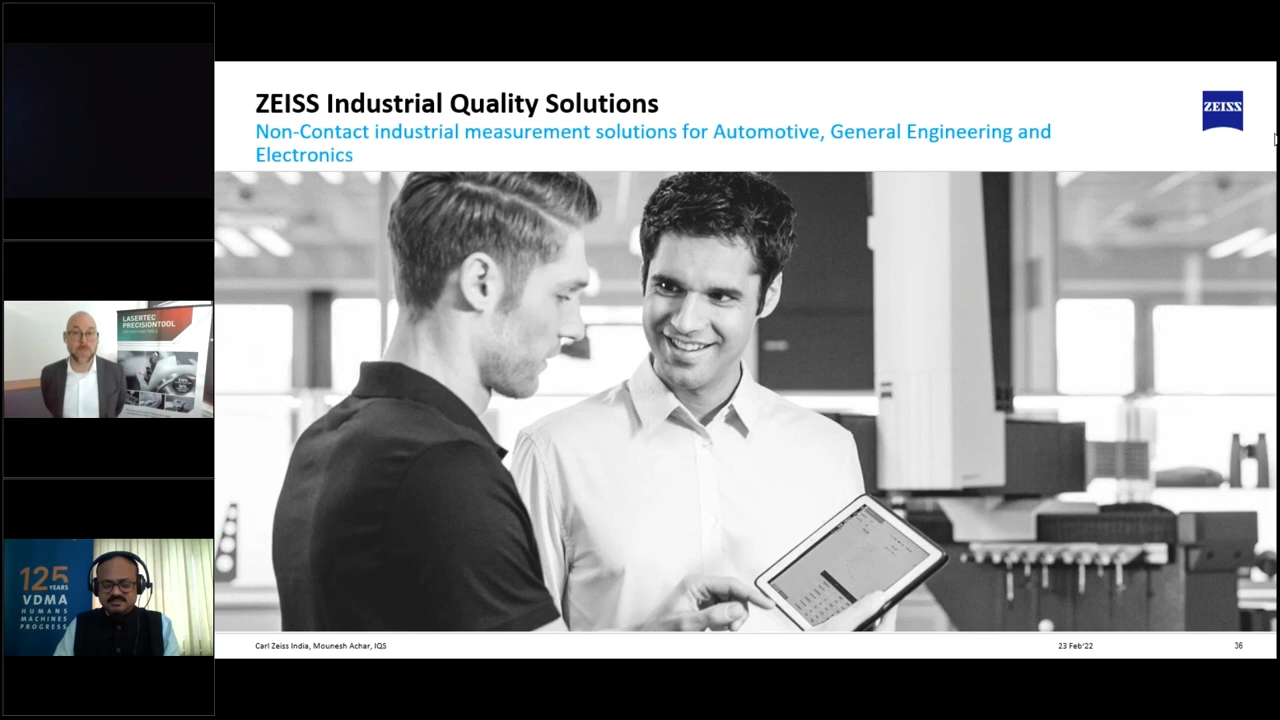 ZEISS Industrial Quality Solutions
Non-Contact industrial measurement solutions for Automotive, General Engineering and
Electronics
ZEISS
LASERTEC
PRECISIONTOOL
125
YEARS
VDMA
HUMANS
MACHINES
PROGRESS
Carl Zeiss India, Mounesh Achar, IQS
23 Feb'22
36